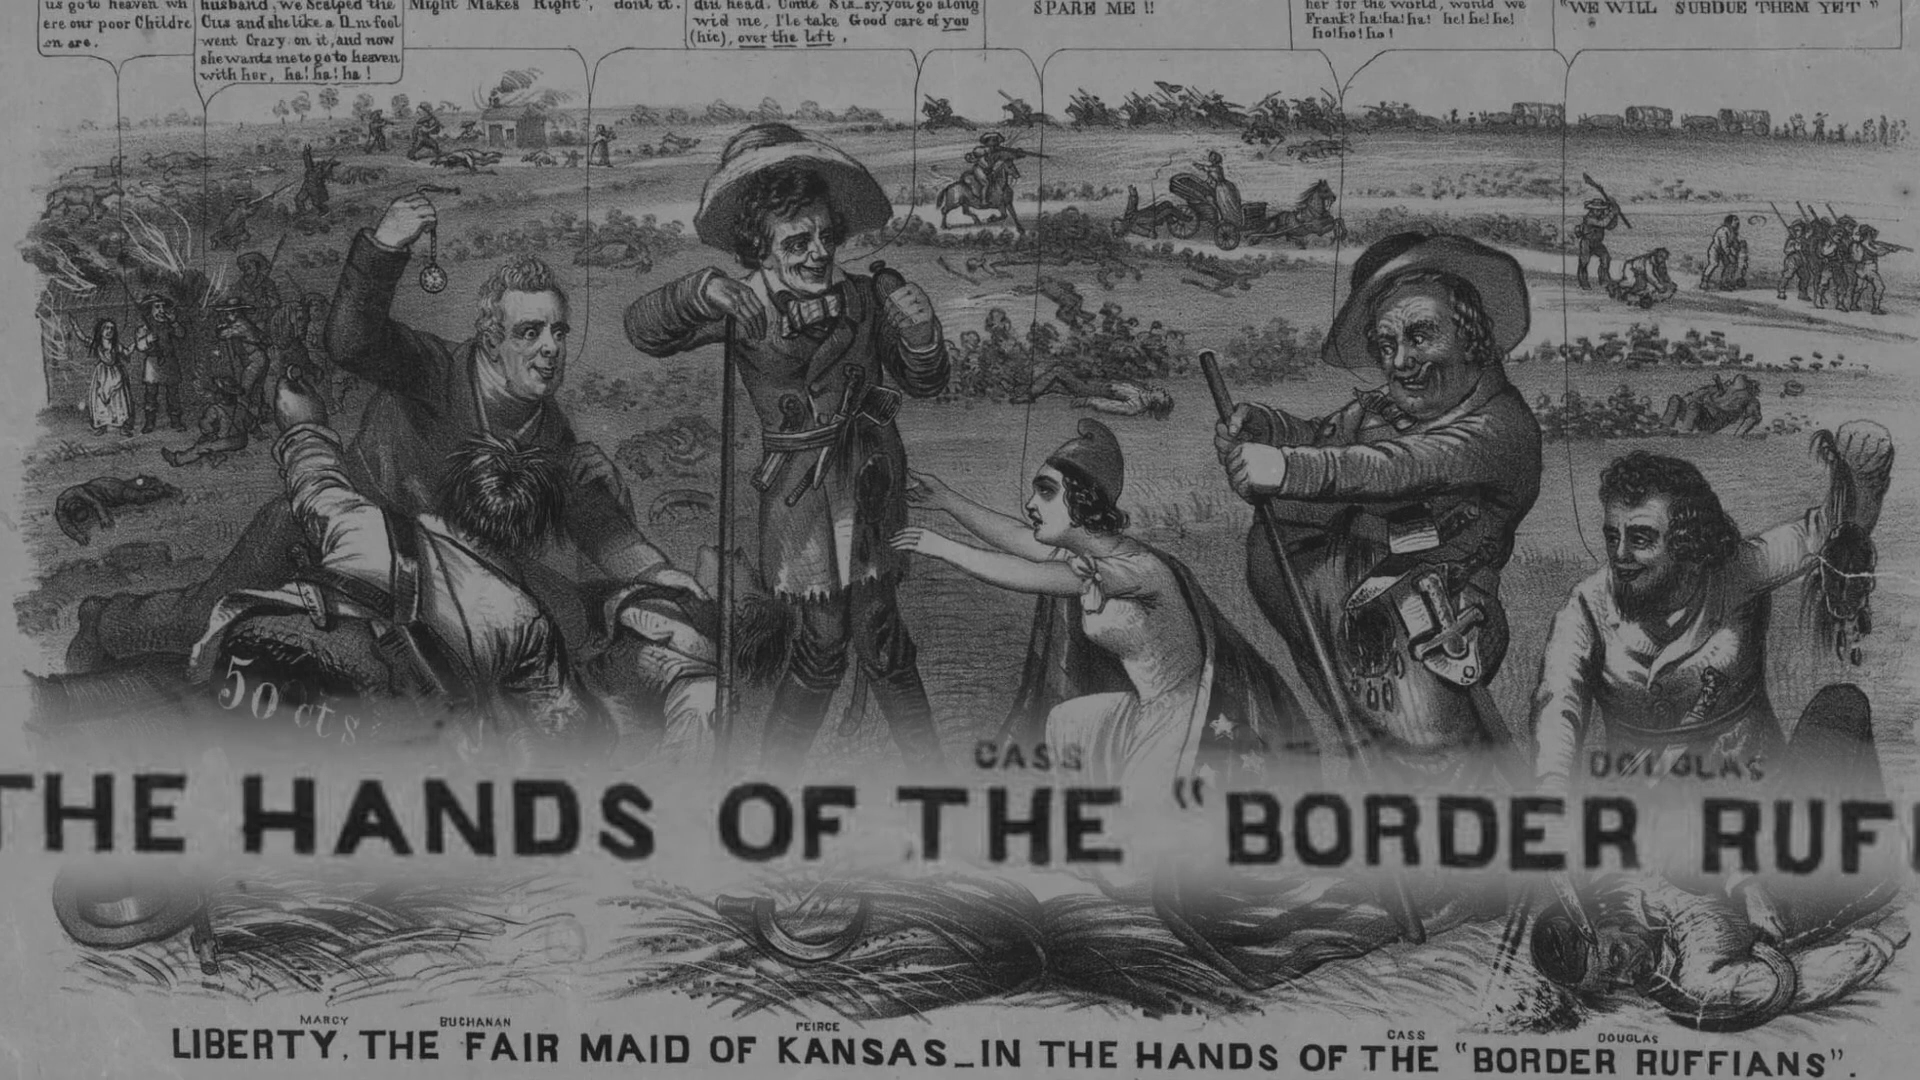 us go to heaven wh
ere our poor Childre
on are.
husband, we Scalped the
Cus and she like a D_m fool
went Crazy on it, and now
she wants me to go to heaven
with her, ha! ha! ha!
Might Makes Right", dont it.
did head. Come Sis_sy, you go along
wid me, I'le take Good care of you
(hic), over the left,
SPARE ME !!
her for the world, would we
Frank? ha! ha! ha! he! he! he!
ho! ho! ho!
"WE WILL SUBDUE THEM YET"
50 cts
CASS DOUGLAS
THE HANDS OF THE "BORDER RUFF
MARCY BUCHANAN PEIRCE CASS DOUGLAS
LIBERTY, THE FAIR MAID OF KANSAS_IN THE HANDS OF THE "BORDER RUFFIANS".